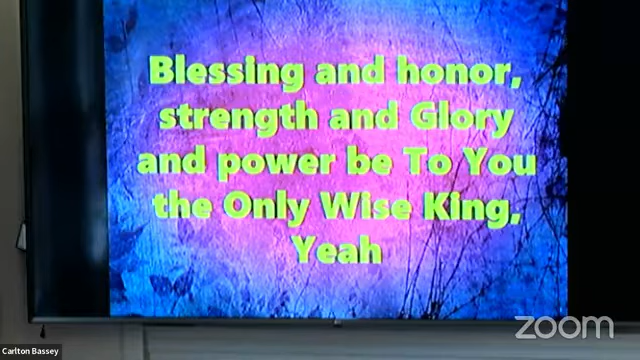 Blessing and honor,
strength and Glory
and power be To You
the Only Wise King,
Yeah
zoom
Carlton Bassey